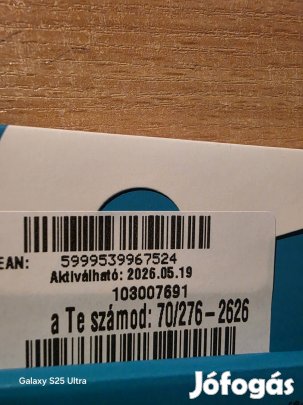 EAN: 5999539967524
Aktiválható: 2026.05.19
103007691
a Te számod: 70/276-2626
Galaxy S25 Ultra
Jófogás